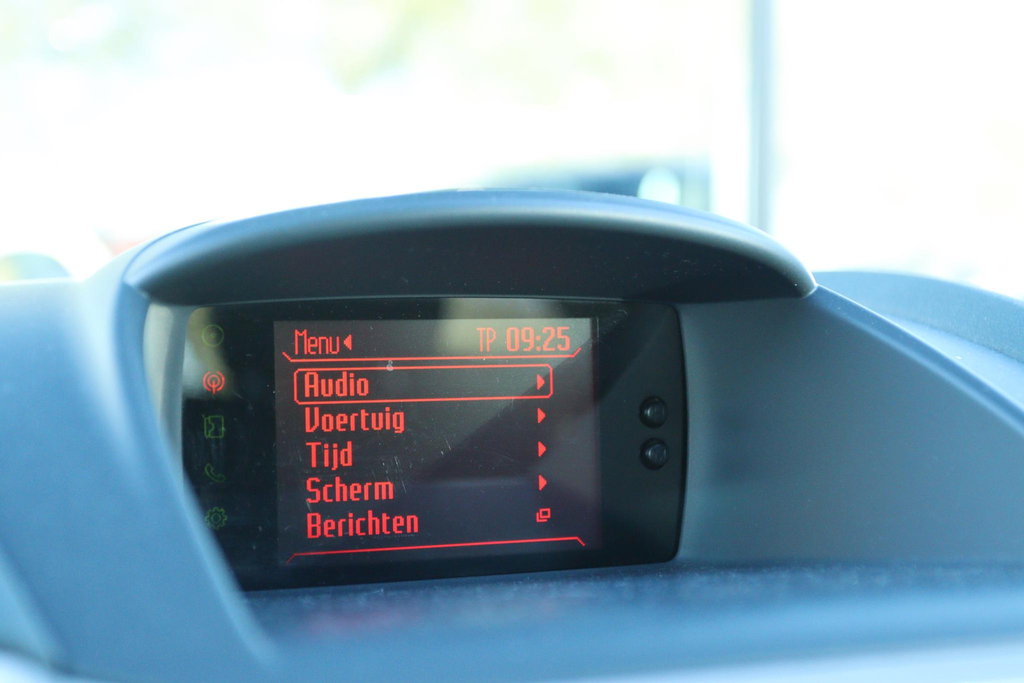 Menu TP 09:25
Audio
Voertuig
Tijd
Scherm
Berichten